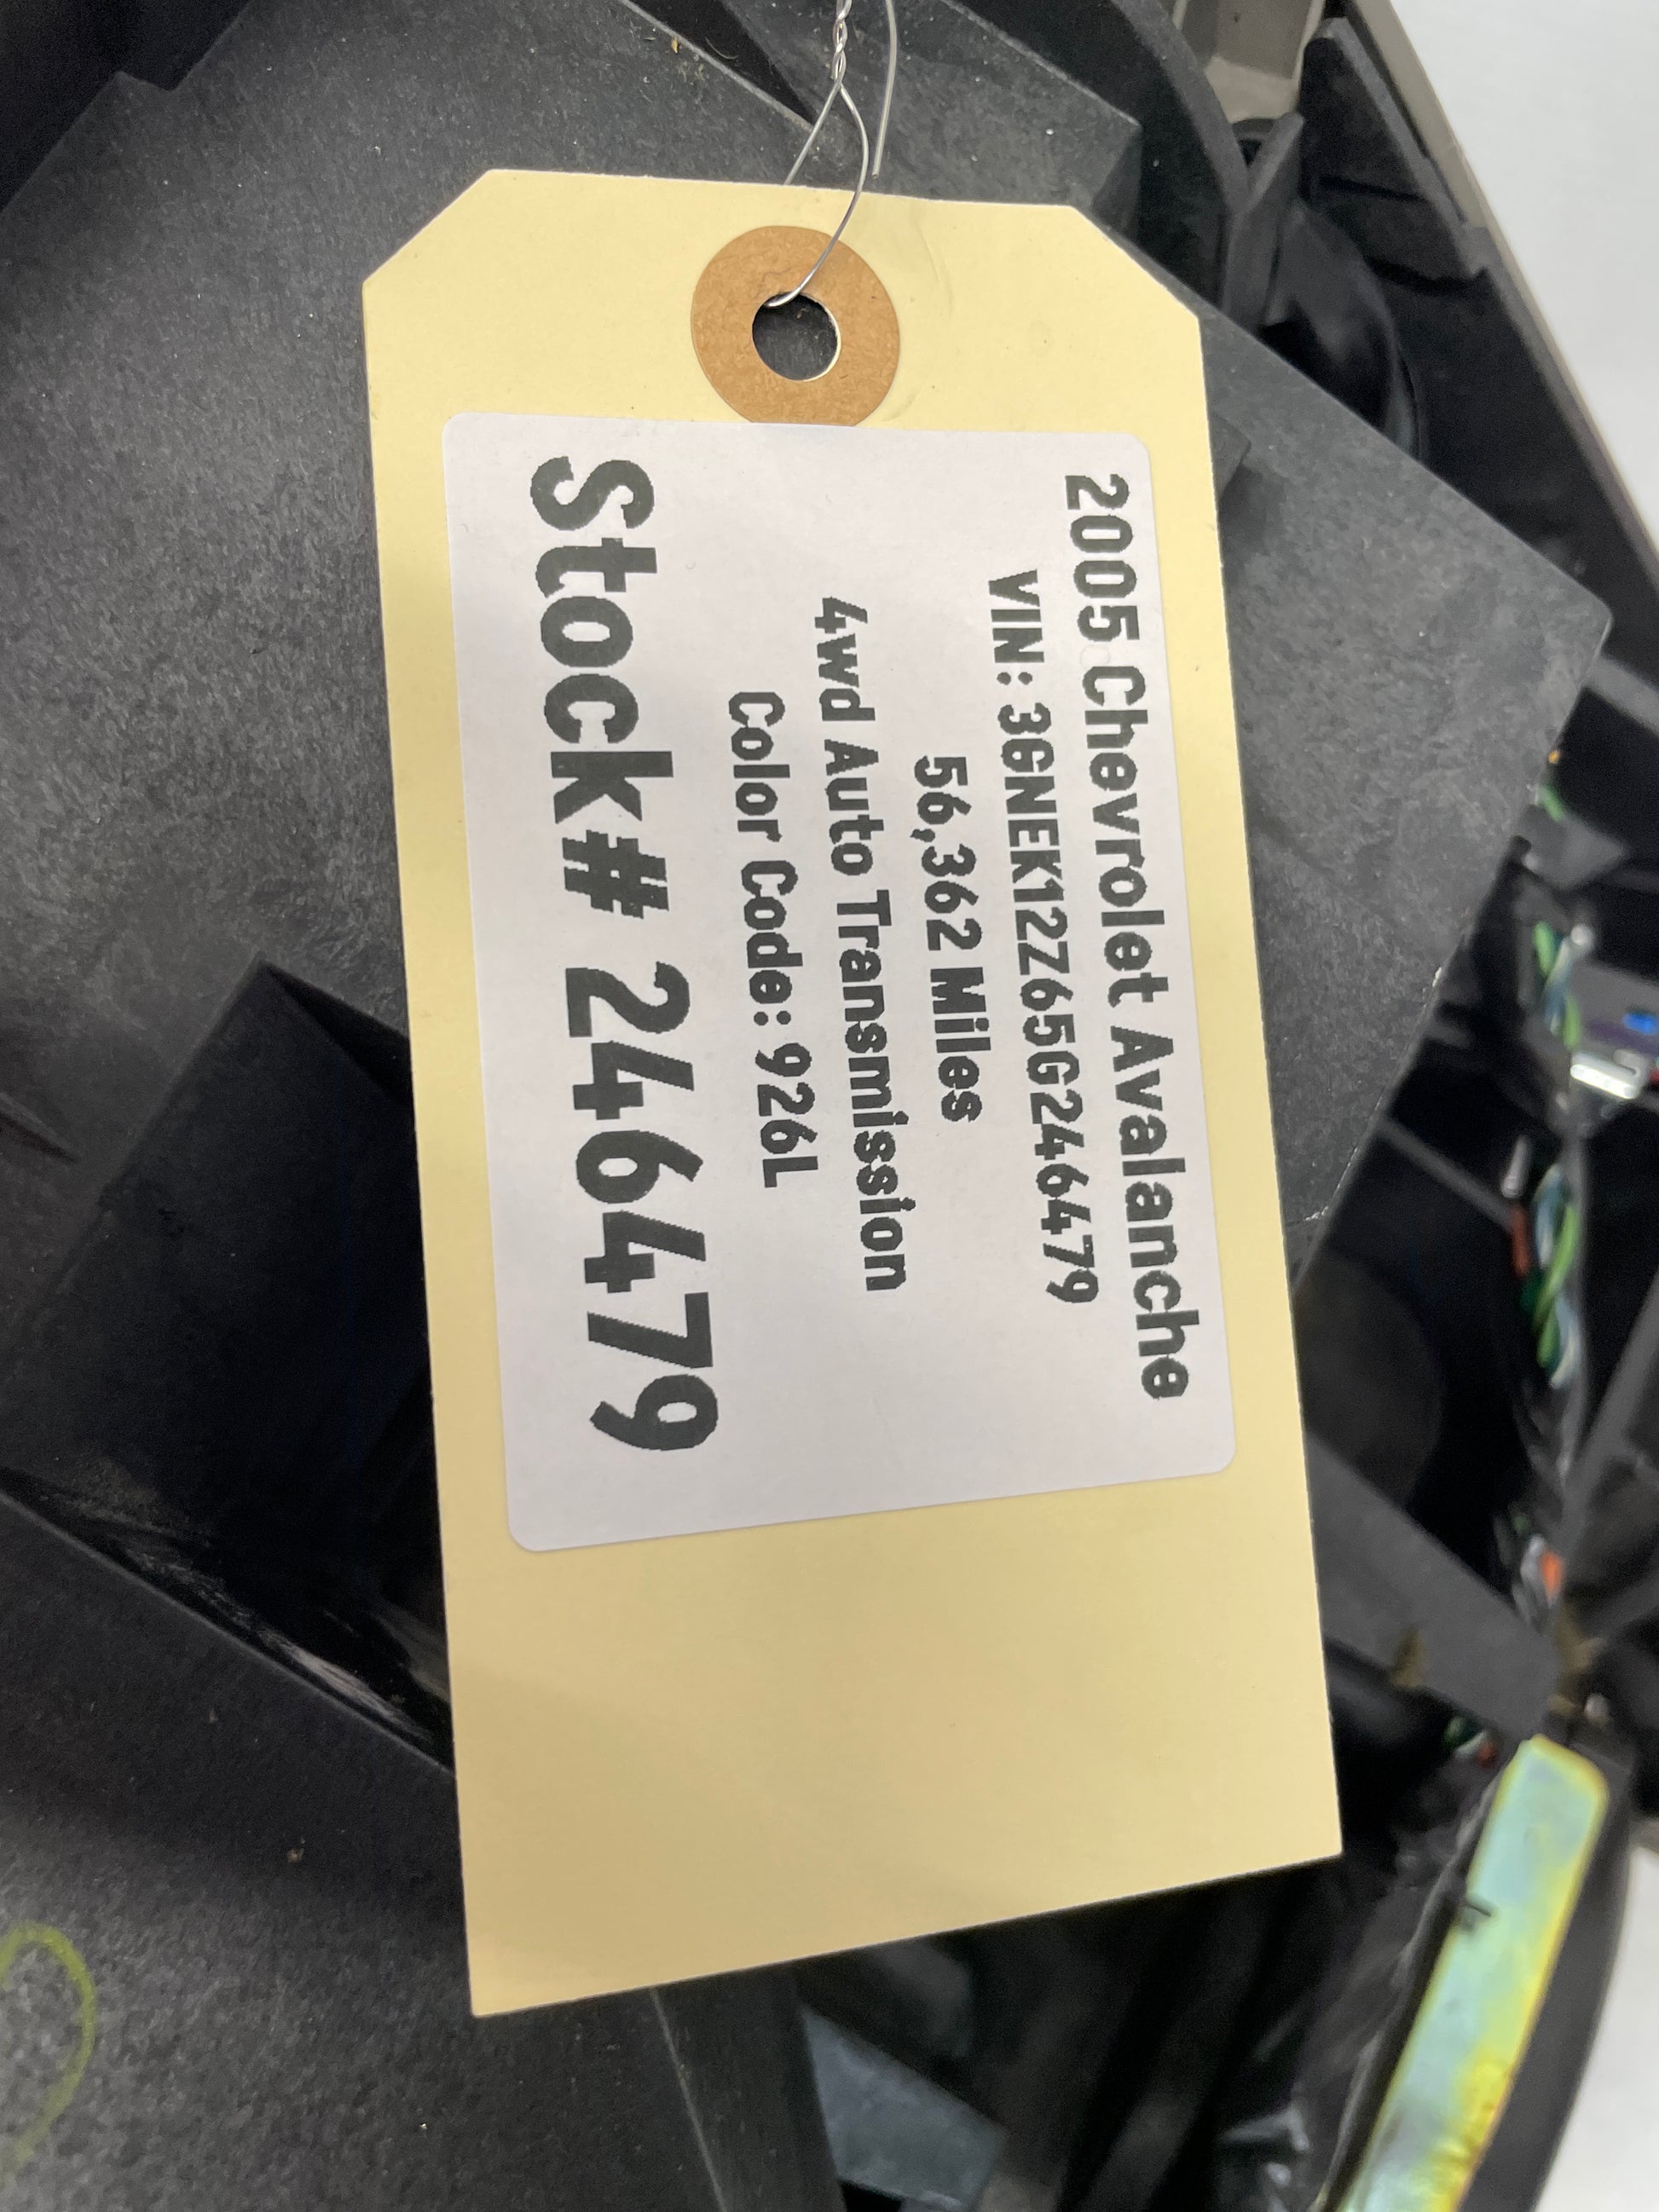 2005 Chevrolet Avalanche
VIN: 3GNEK12Z65G246479
56,362 Miles
4wd Auto Transmission
Color Code: 926L
Stock# 246479